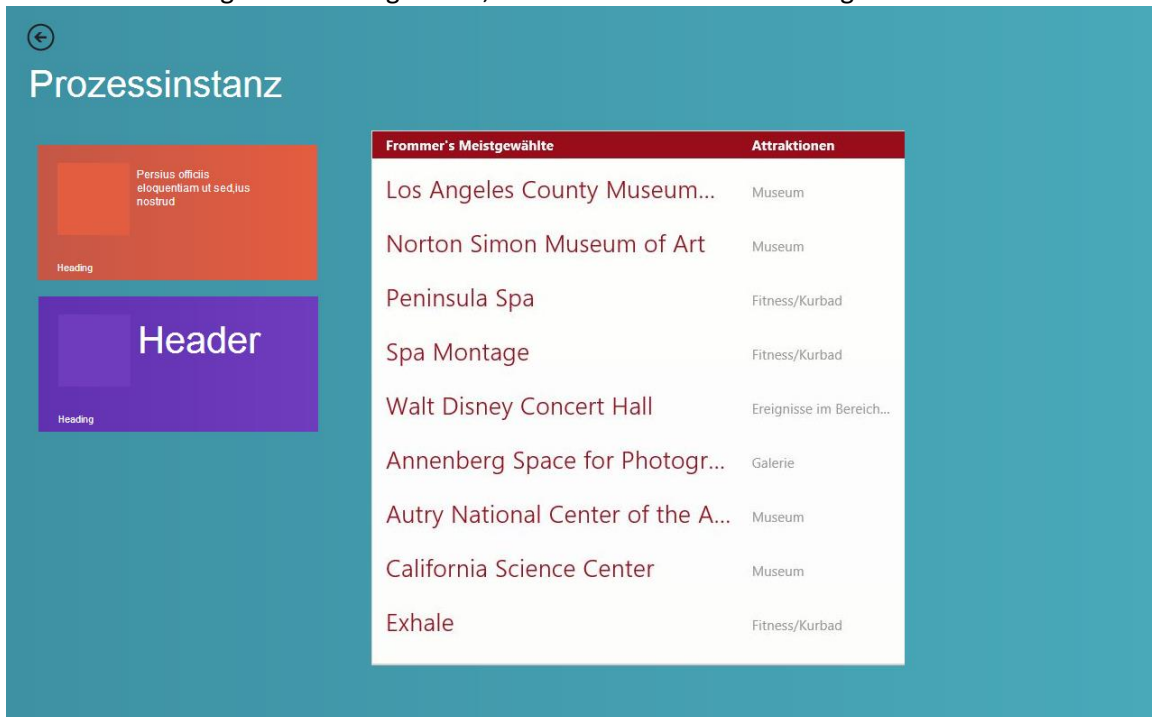 Prozessinstanz
Persius officiis
eloquentiam ut sed,ius
nostrud
Heading
Header
Heading
Frommer's Meistgewählte Attraktionen
Los Angeles County Museum... Museum
Norton Simon Museum of Art Museum
Peninsula Spa Fitness/Kurbad
Spa Montage Fitness/Kurbad
Walt Disney Concert Hall Ereignisse im Bereich...
Annenberg Space for Photogr... Galerie
Autry National Center of the A... Museum
California Science Center Museum
Exhale Fitness/Kurbad